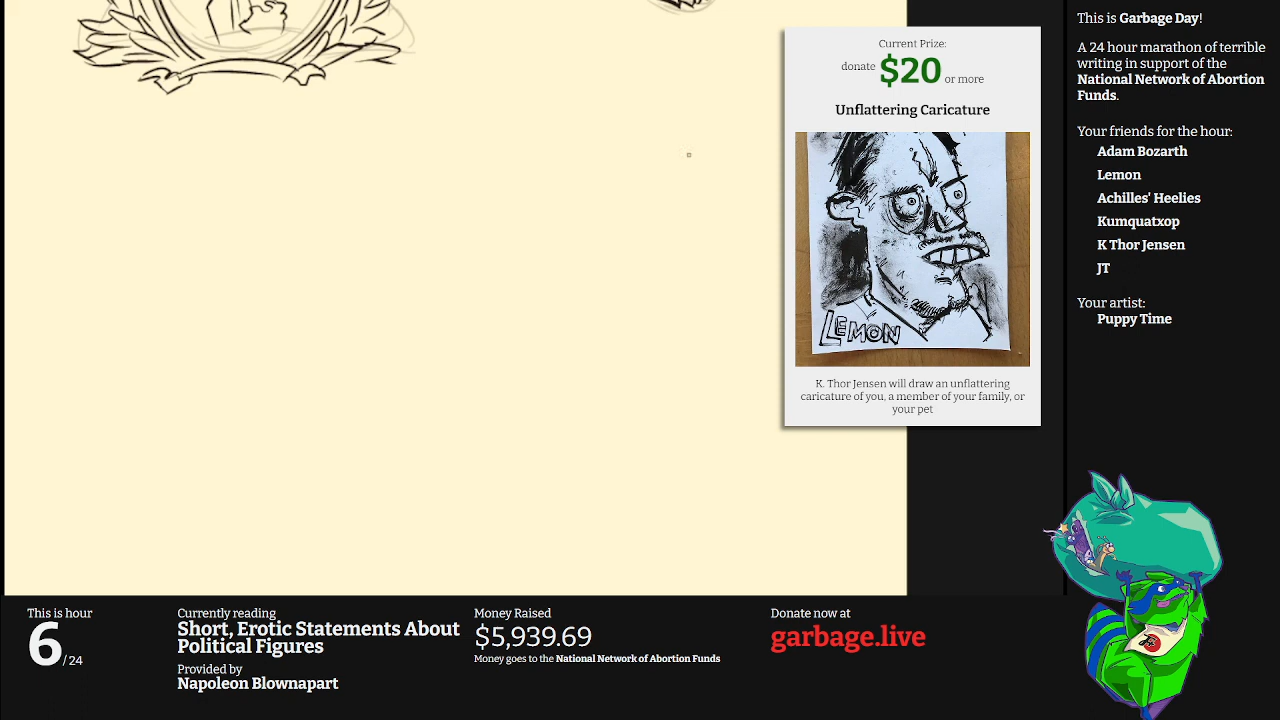 This is Garbage Day!
A 24 hour marathon of terrible
writing in support of the
National Network of Abortion
Funds.
Your friends for the hour:
Adam Bozarth
Lemon
Achilles' Heelies
Kumquatxop
K Thor Jensen
JT
Your artist:
Puppy Time
Current Prize:
donate $20 or more
Unflattering Caricature
LEMON
K. Thor Jensen will draw an unflattering
caricature of you, a member of your family, or
your pet
This is hour
6/24
Currently reading
Short, Erotic Statements About
Political Figures
Provided by
Napoleon Blownapart
Money Raised
$5,939.69
Money goes to the National Network of Abortion Funds
Donate now at
garbage.live